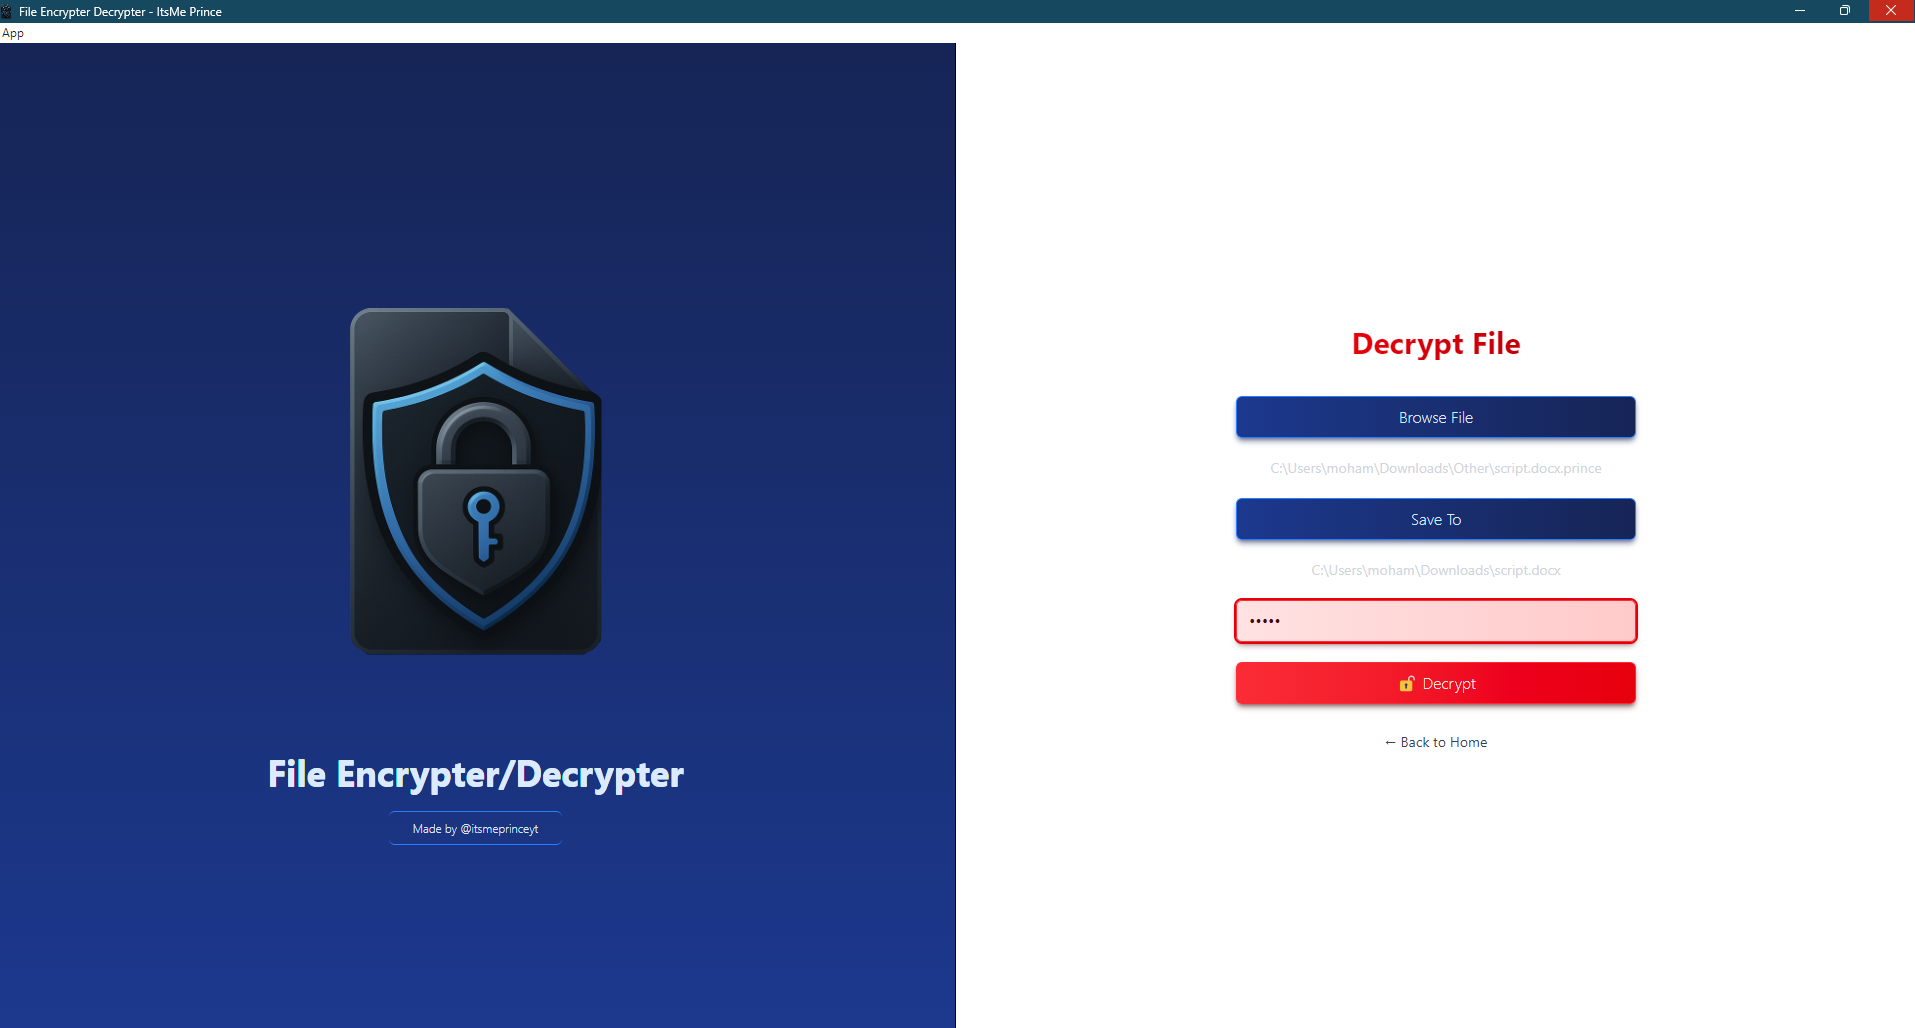 File Encrypter Decrypter - ItsMe Prince
App
File Encrypter/Decrypter
Made by @itsmeprinceyt
Decrypt File
Browse File
C:\Users\moham\Downloads\Other\script.docx.prince
Save To
C:\Users\moham\Downloads\script.docx
•••••
🔓 Decrypt
← Back to Home